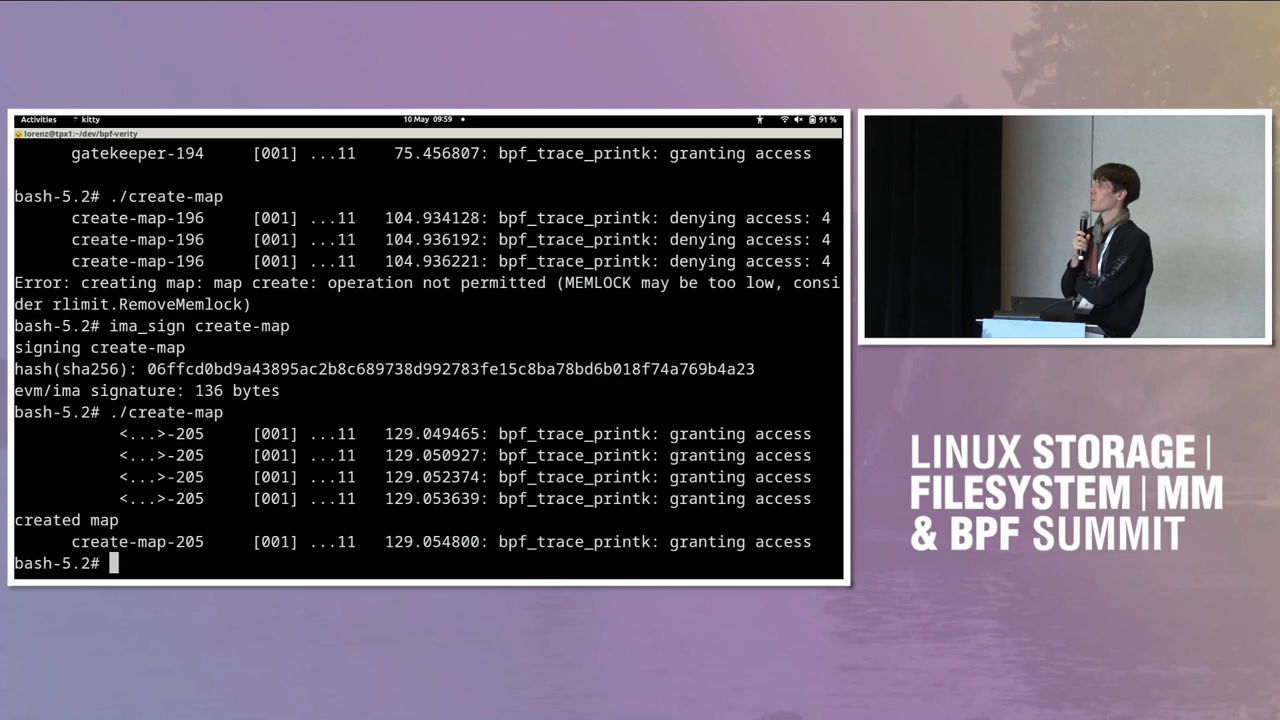 Activities kitty 10 May 09:59 91 %
lorenz@tpx1:~/dev/bpf-verity
gatekeeper-194 [001] ...11 75.456807: bpf_trace_printk: granting access
bash-5.2# ./create-map
create-map-196 [001] ...11 104.934128: bpf_trace_printk: denying access: 4
create-map-196 [001] ...11 104.936192: bpf_trace_printk: denying access: 4
create-map-196 [001] ...11 104.936221: bpf_trace_printk: denying access: 4
Error: creating map: map create: operation not permitted (MEMLOCK may be too low, consi
der rlimit.RemoveMemlock)
bash-5.2# ima_sign create-map
signing create-map
hash(sha256): 06ffcd0bd9a43895ac2b8c689738d992783fe15c8ba78bd6b018f74a769b4a23
evm/ima signature: 136 bytes
bash-5.2# ./create-map
<...>-205 [001] ...11 129.049465: bpf_trace_printk: granting access
<...>-205 [001] ...11 129.050927: bpf_trace_printk: granting access
<...>-205 [001] ...11 129.052374: bpf_trace_printk: granting access
<...>-205 [001] ...11 129.053639: bpf_trace_printk: granting access
created map
create-map-205 [001] ...11 129.054800: bpf_trace_printk: granting access
bash-5.2#
LINUX STORAGE|
FILESYSTEM|MM
& BPF SUMMIT